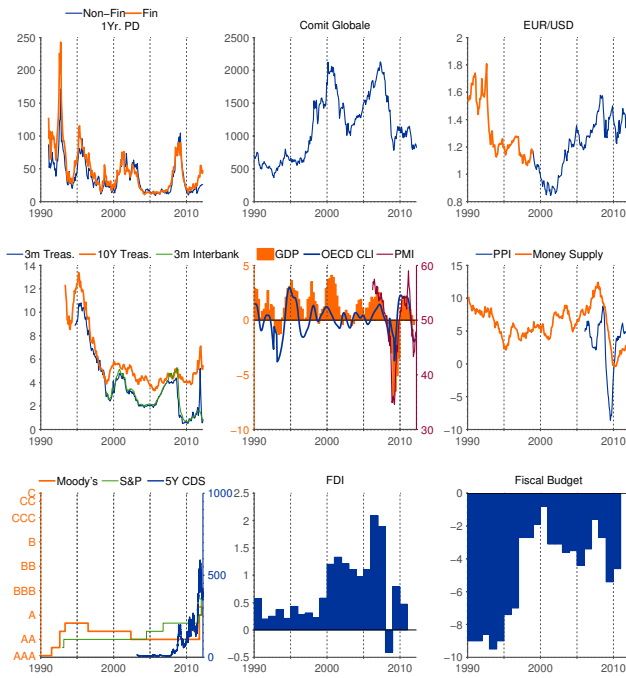 Non−Fin Fin
1Yr. PD
250
200
150
100
50
0
1990 2000 2010
Comit Globale
2500
2000
1500
1000
500
0
1990 2000 2010
EUR/USD
2
1.8
1.6
1.4
1.2
1
0.8
1990 2000 2010
3m Treas. 10Y Treas. 3m Interbank
14
12
10
8
6
4
2
0
1990 2000 2010
GDP OECD CLI PMI
5 60
0 50
−5 40
−10 30
1990 2000 2010
PPI Money Supply
15
10
5
0
−5
−10
1990 2000 2010
Moody's S&P 5Y CDS
C 1000
CC
CCC
B
BB 500
BBB
A
AA
AAA 0
1990 2000 2010
FDI
2.5
2
1.5
1
0.5
0
−0.5
1990 2000 2010
Fiscal Budget
0
−2
−4
−6
−8
−10
1990 2000 2010